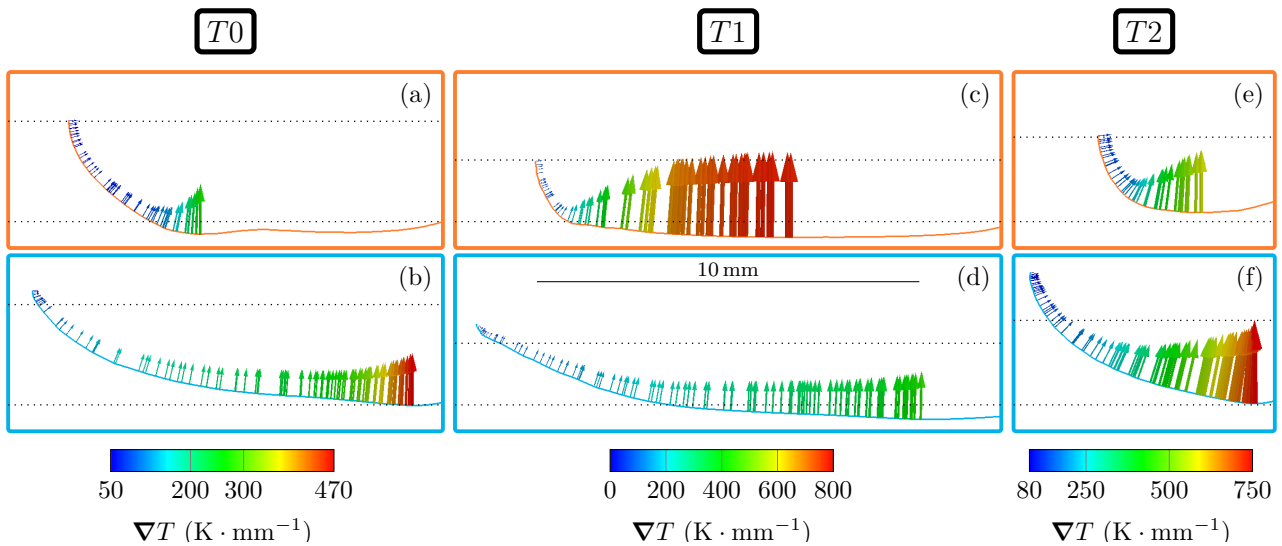 T0 T1 T2
(a) (c) (e)
(b) 10 mm (d) (f)
50 200 300 470 0 200 400 600 800 80 250 500 750
∇T (K · mm⁻¹) ∇T (K · mm⁻¹) ∇T (K · mm⁻¹)